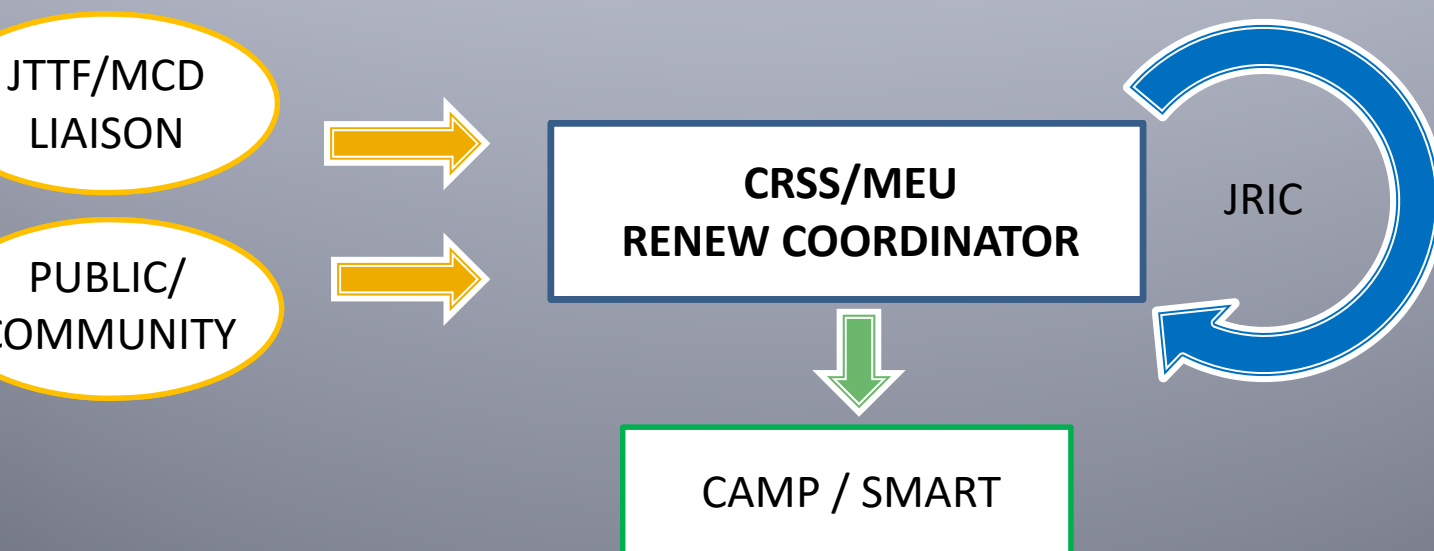 JTTF/MCD
LIAISON
CRSS/MEU
RENEW COORDINATOR
JRIC
PUBLIC/
COMMUNITY
CAMP / SMART